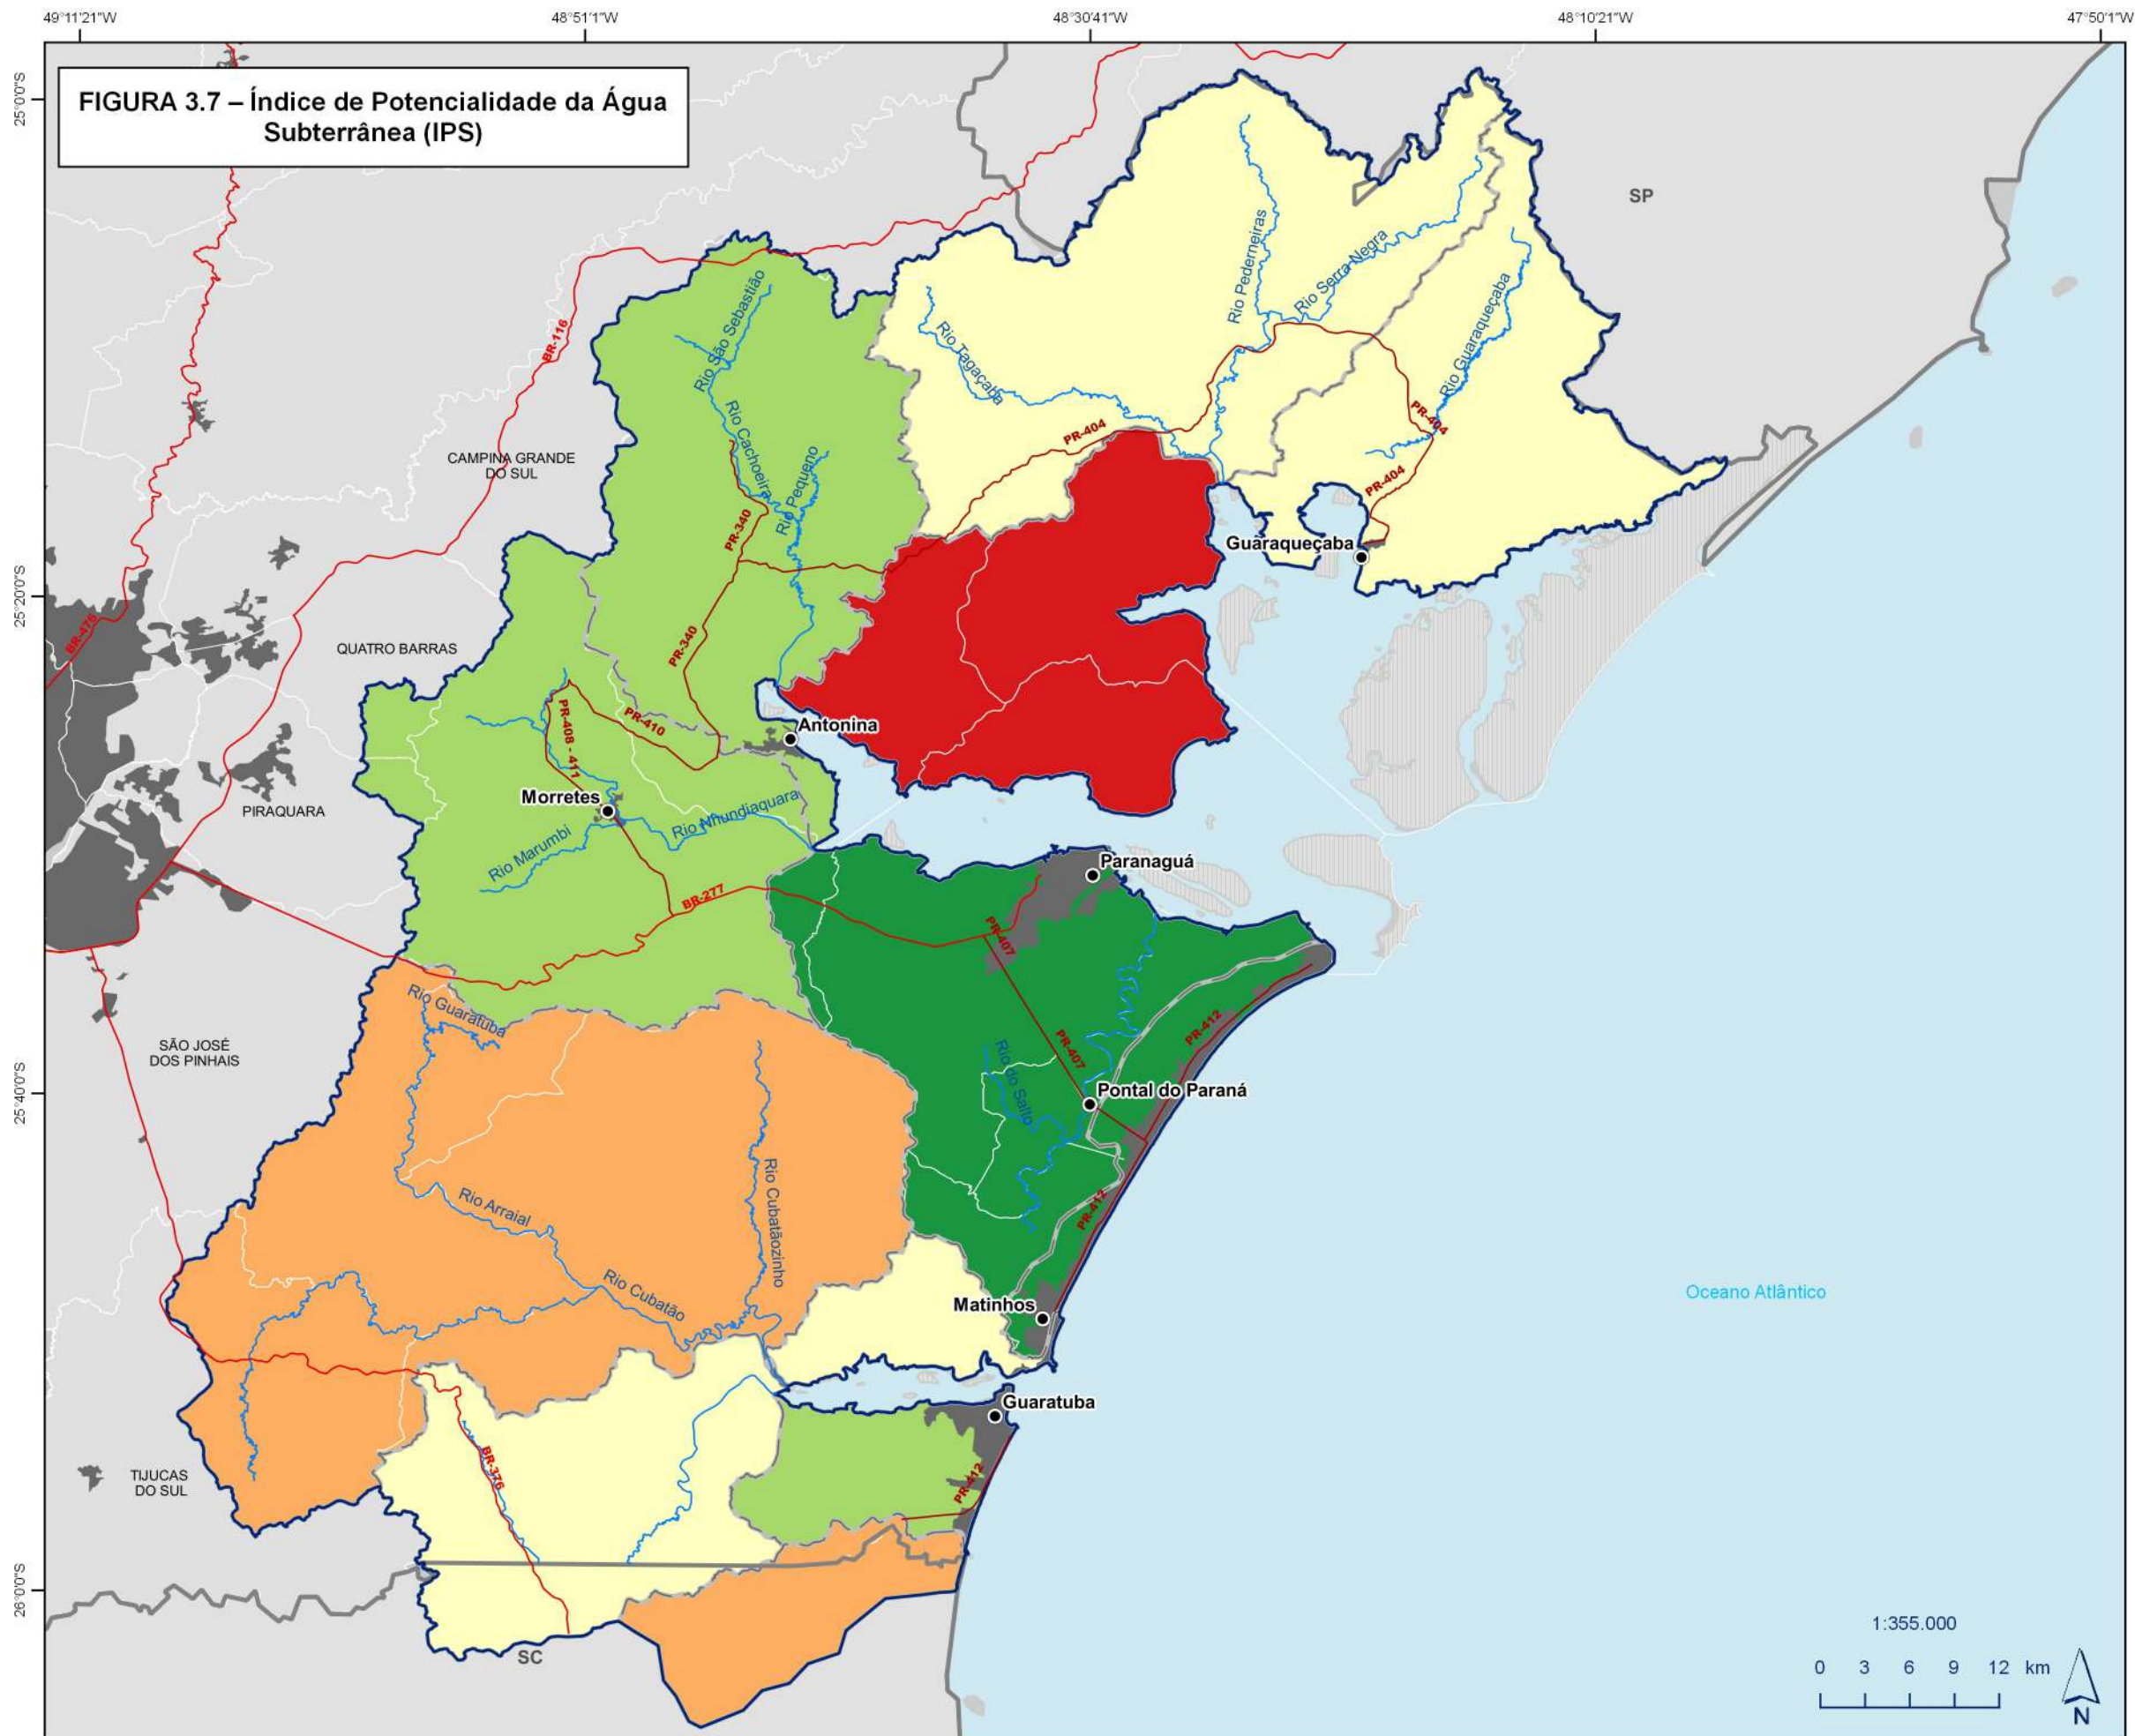 49°11'21"W
48°51'1"W
48°30'41"W
48°10'21"W
47°50'1"W
25°0'0"S
25°20'0"S
25°40'0"S
26°0'0"S
FIGURA 3.7 – Índice de Potencialidade da Água
Subterrânea (IPS)
SP
BR-116
Rio São Sebastião
Rio Pederneiras
Rio Serra Negra
Rio Guaraqueçaba
Rio Tagaçaba
PR-404
PR-404
PR-404
CAMPINA GRANDE
DO SUL
Rio Cachoeira
Rio Pequeno
PR-340
Guaraqueçaba
BR-476
QUATRO BARRAS
PR-340
PR-410
PR-408 - 411
Antonina
PIRAQUARA
Morretes
Rio Nhundiaquara
Rio Marumbi
BR-277
Paranaguá
PR-407
Rio Guaratuba
SÃO JOSÉ
DOS PINHAIS
PR-412
PR-407
Rio do Salto
Pontal do Paraná
Rio Arraial
Rio Cubatãozinho
PR-412
Rio Cubatão
Matinhos
Oceano Atlântico
Guaratuba
BR-376
PR-412
TIJUCAS
DO SUL
SC
1:355.000
0 3 6 9 12 km
N